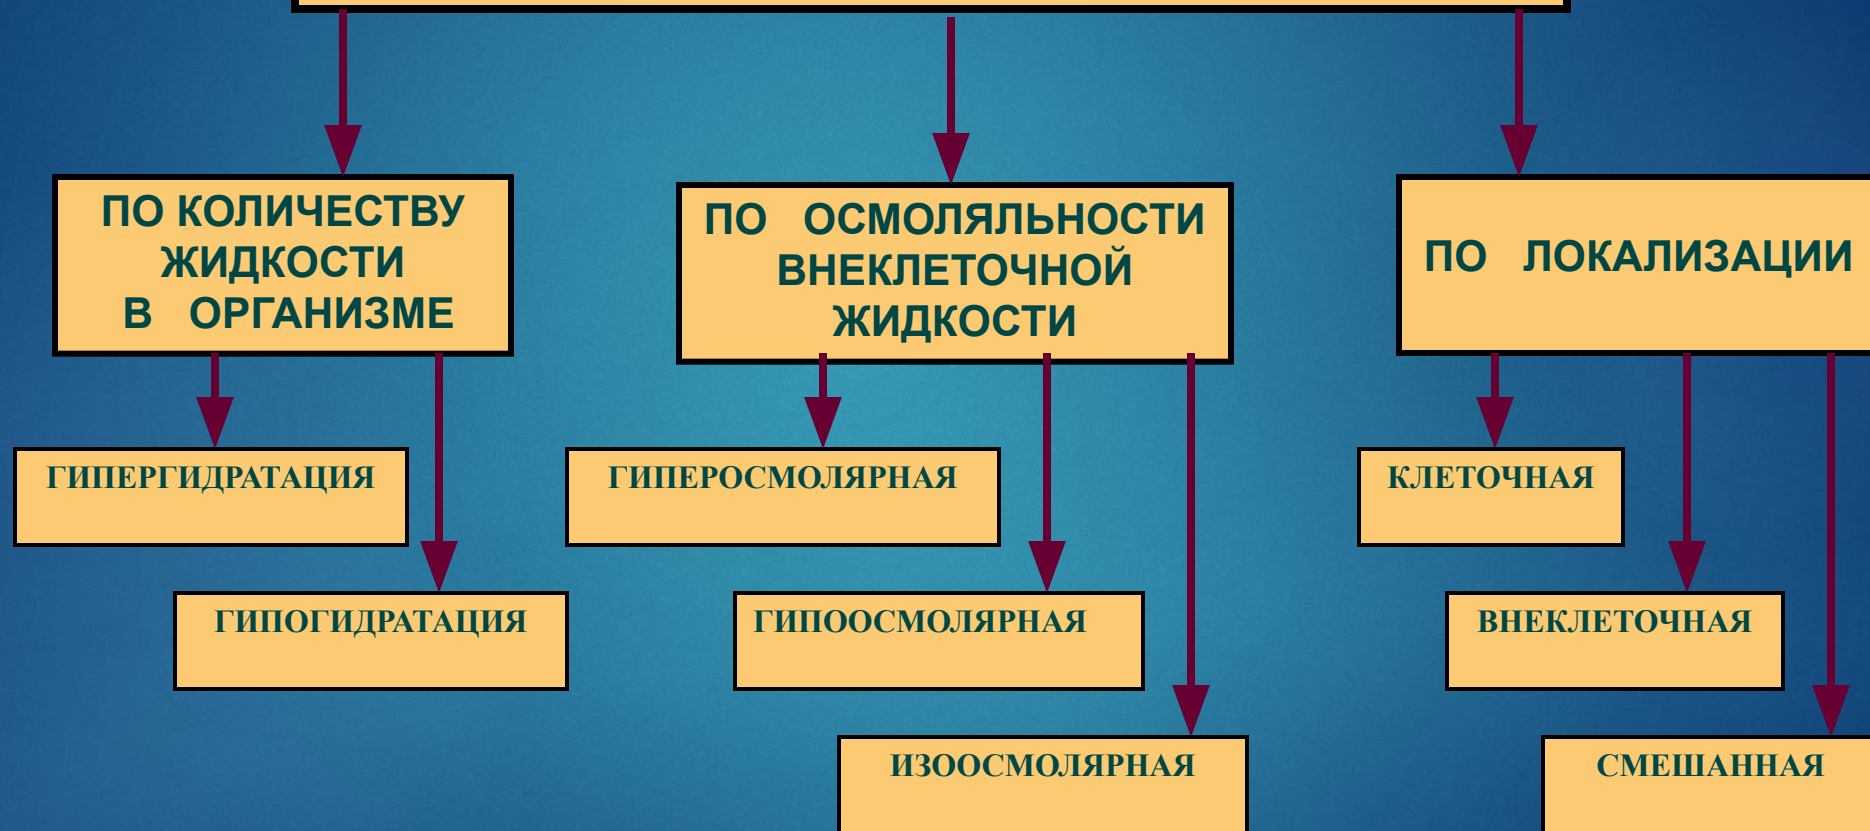 ПО КОЛИЧЕСТВУ
ЖИДКОСТИ
В ОРГАНИЗМЕ
ПО ОСМОЛЯЛЬНОСТИ
ВНЕКЛЕТОЧНОЙ
ЖИДКОСТИ
ПО ЛОКАЛИЗАЦИИ
ГИПЕРГИДРАТАЦИЯ
ГИПЕРОСМОЛЯРНАЯ
КЛЕТОЧНАЯ
ГИПОГИДРАТАЦИЯ
ГИПООСМОЛЯРНАЯ
ВНЕКЛЕТОЧНАЯ
ИЗООСМОЛЯРНАЯ
СМЕШАННАЯ